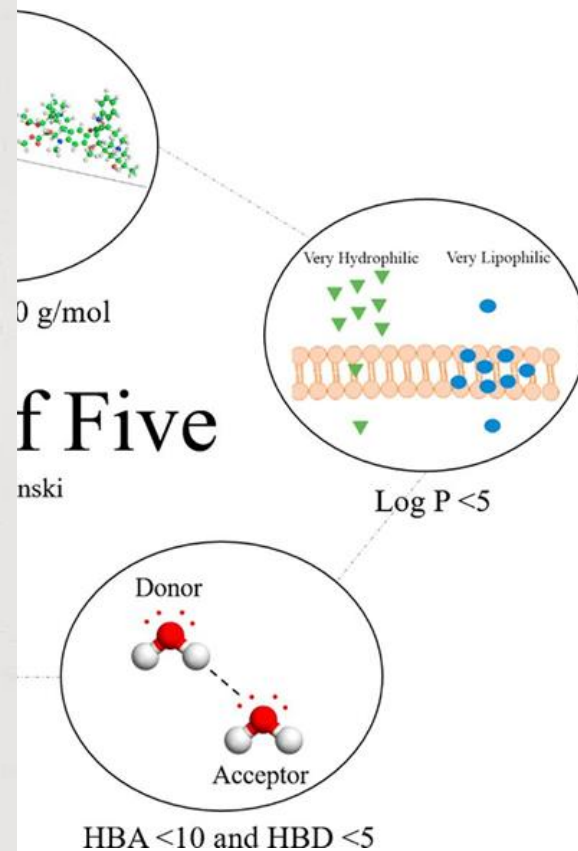 0 g/mol
Very Hydrophilic Very Lipophilic
f Five
nski
Log P <5
Donor
Acceptor
HBA <10 and HBD <5